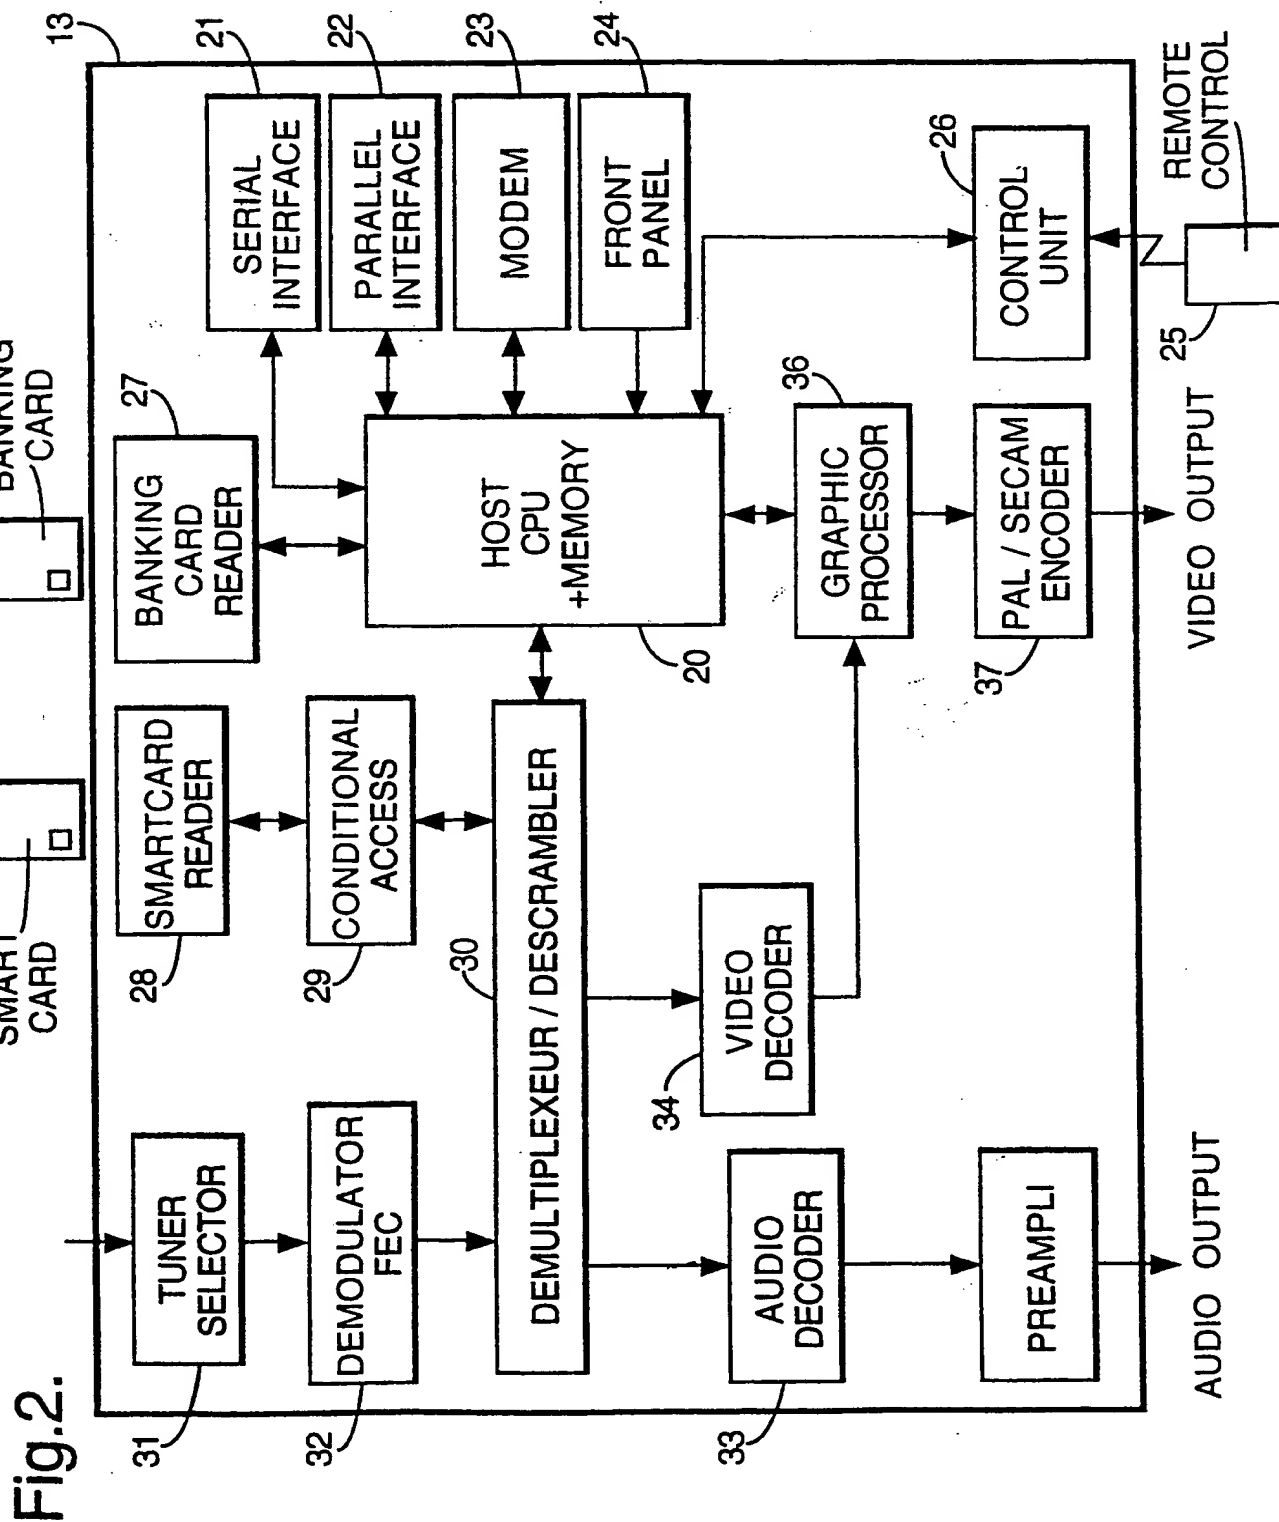 Fig.2.
SMART
CARD
BANKING
CARD
13
31
TUNER
SELECTOR
28
SMARTCARD
READER
27
BANKING
CARD
READER
21
SERIAL
INTERFACE
22
PARALLEL
INTERFACE
23
MODEM
24
FRONT
PANEL
32
DEMODULATOR
FEC
29
CONDITIONAL
ACCESS
30
DEMULTIPLEXEUR / DESCRAMBLER
HOST
CPU
+MEMORY
20
34
VIDEO
DECODER
33
AUDIO
DECODER
36
GRAPHIC
PROCESSOR
26
CONTROL
UNIT
PREAMPLI
37
PAL / SECAM
ENCODER
25
REMOTE
CONTROL
AUDIO OUTPUT
VIDEO OUTPUT